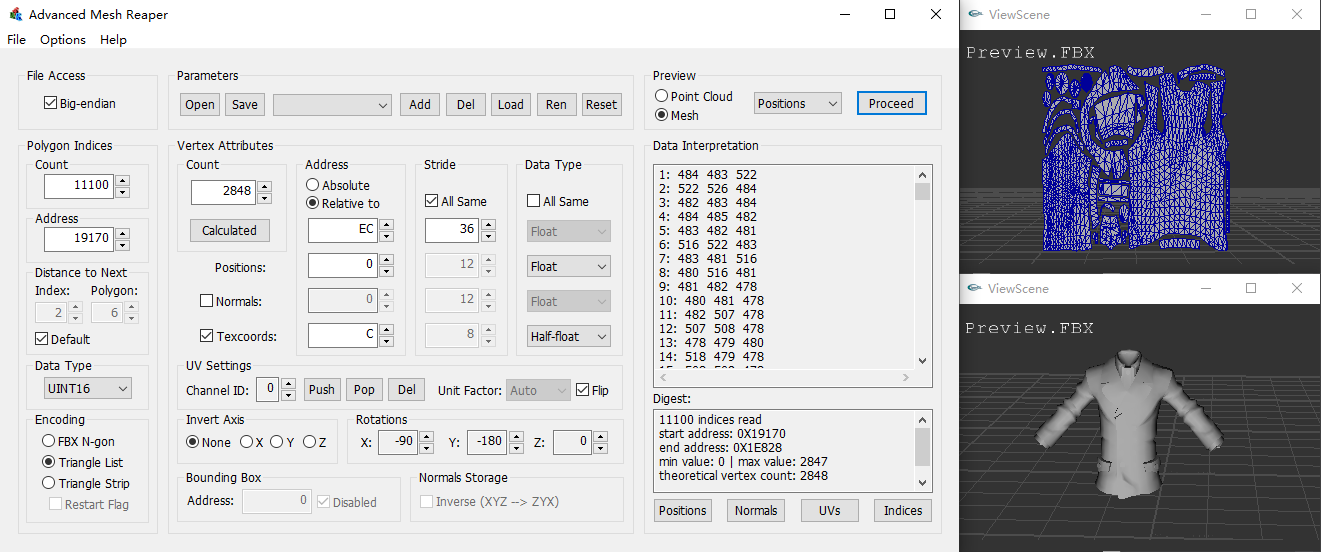 Advanced Mesh Reaper
File Options Help
File Access
Big-endian
Parameters
Open Save Add Del Load Ren Reset
Preview
Point Cloud
Mesh
Positions
Proceed
Polygon Indices
Count
11100
Address
19170
Distance to Next
Index: Polygon:
2 6
Default
Data Type
UINT16
Encoding
FBX N-gon
Triangle List
Triangle Strip
Restart Flag
Vertex Attributes
Count
2848
Calculated
Address
Absolute
Relative to
EC
Stride
All Same
36
Data Type
All Same
Float
Positions: 0 12 Float
Normals: 0 12 Float
Texcoords: C 8 Half-float
UV Settings
Channel ID: 0 Push Pop Del Unit Factor: Auto Flip
Invert Axis
None X Y Z
Rotations
X: -90 Y: -180 Z: 0
Bounding Box
Address: 0 Disabled
Normals Storage
Inverse (XYZ --> ZYX)
Data Interpretation
1: 484 483 522
2: 522 526 484
3: 482 483 484
4: 484 485 482
5: 483 482 481
6: 516 522 483
7: 483 481 516
8: 480 516 481
9: 481 482 478
10: 480 481 478
11: 482 507 478
12: 507 508 478
13: 478 479 480
14: 518 479 478
Digest:
11100 indices read
start address: 0X19170
end address: 0X1E828
min value: 0 | max value: 2847
theoretical vertex count: 2848
Positions Normals UVs Indices
ViewScene
Preview.FBX
ViewScene
Preview.FBX